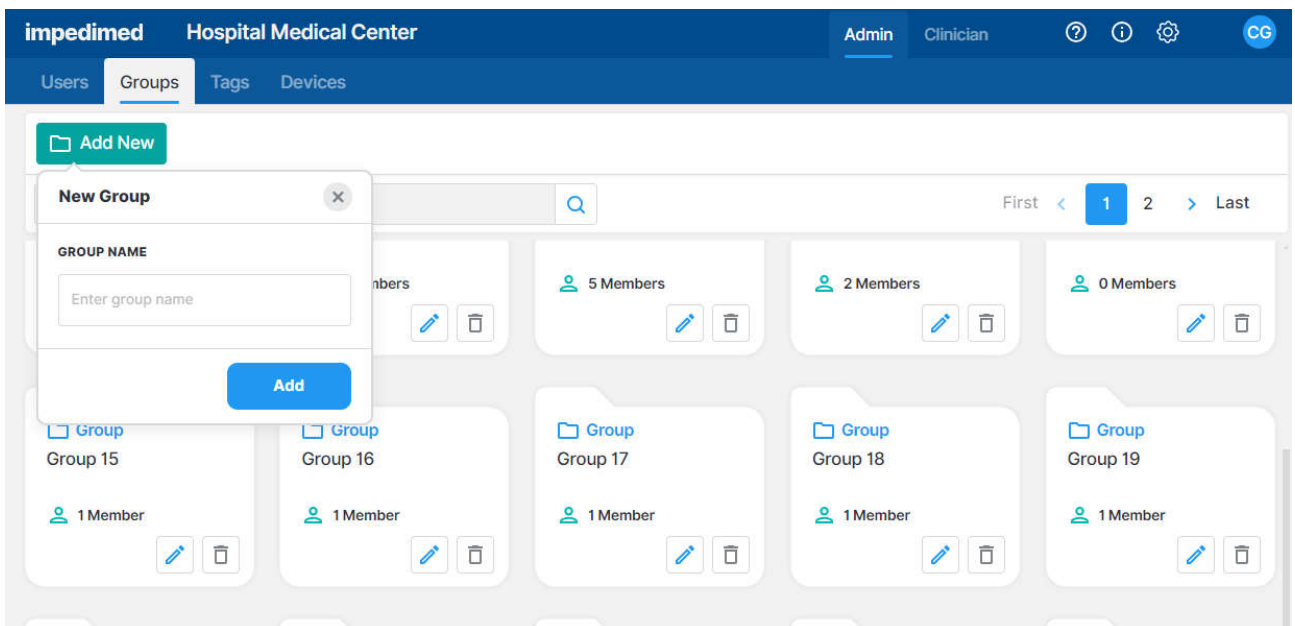 impedimed Hospital Medical Center Admin Clinician CG
Users Groups Tags Devices
Add New
New Group
First 1 2 Last
GROUP NAME
Enter group name
5 Members
2 Members
0 Members
Add
Group
Group 15
1 Member
Group
Group 16
1 Member
Group
Group 17
1 Member
Group
Group 18
1 Member
Group
Group 19
1 Member